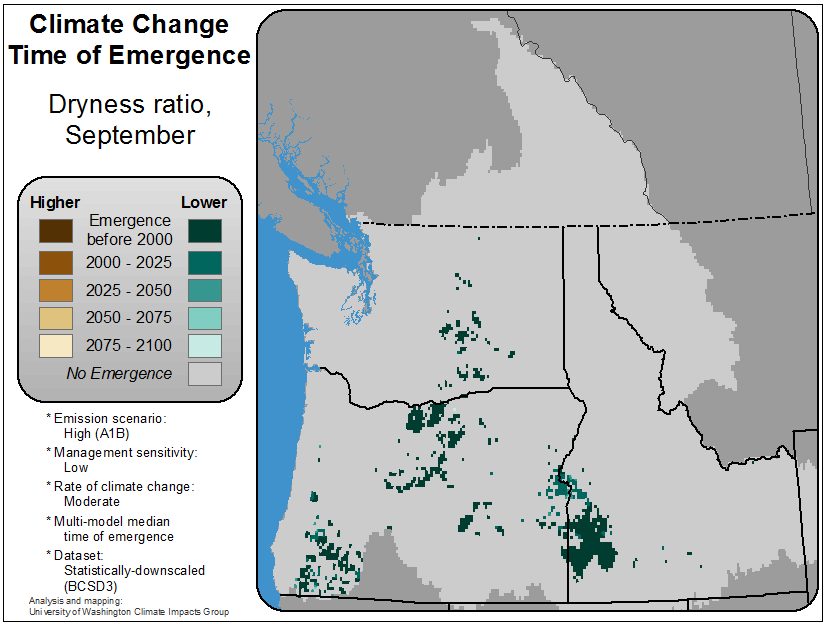 Climate Change
Time of Emergence
Dryness ratio,
September
Higher Lower
Emergence
before 2000
2000 - 2025
2025 - 2050
2050 - 2075
2075 - 2100
No Emergence
* Emission scenario:
High (A1B)
* Management sensitivity:
Low
* Rate of climate change:
Moderate
* Multi-model median
time of emergence
* Dataset:
Statistically-downscaled
(BCSD3)
Analysis and mapping:
University of Washington Climate Impacts Group